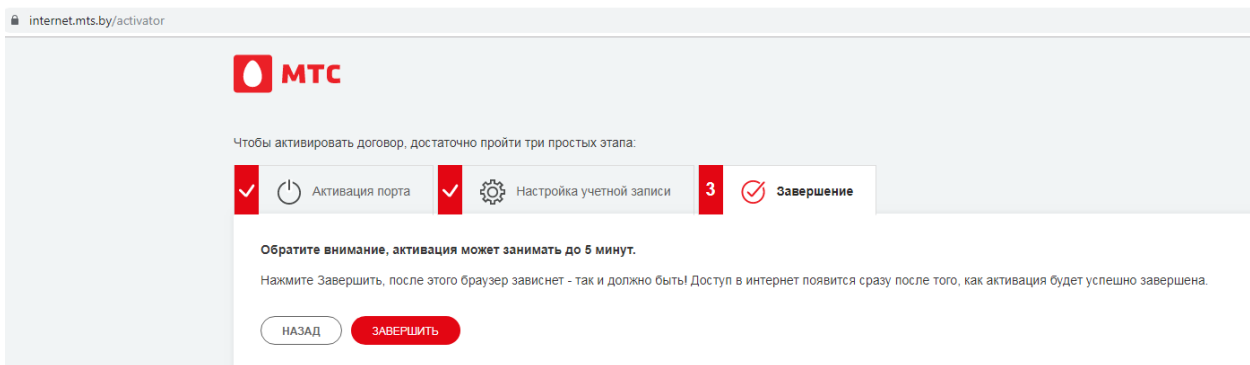 internet.mts.by/activator
МТС
Чтобы активировать договор, достаточно пройти три простых этапа:
Активация порта Настройка учетной записи 3 Завершение
Обратите внимание, активация может занимать до 5 минут.
Нажмите Завершить, после этого браузер зависнет - так и должно быть! Доступ в интернет появится сразу после того, как активация будет успешно завершена.
НАЗАД ЗАВЕРШИТЬ